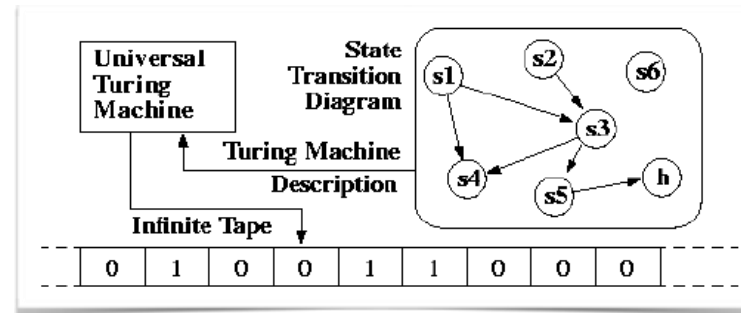 Universal
Turing
Machine
State
Transition
Diagram
s1
s2
s6
s3
s4
s5
h
Turing Machine
Description
Infinite Tape
0 1 0 0 1 1 0 0 0